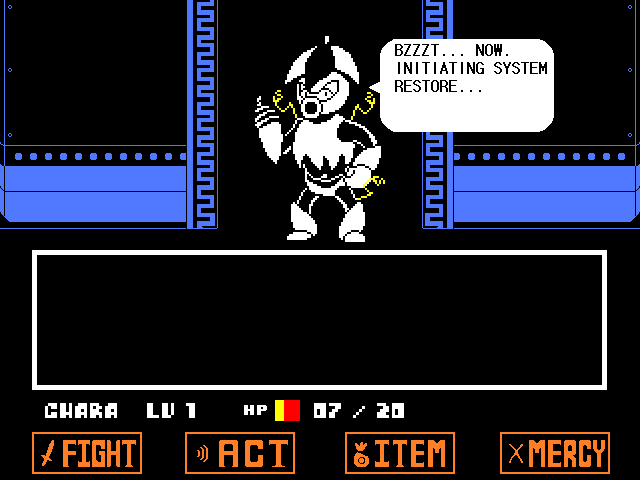 BZZZT... NOW.
INITIATING SYSTEM
RESTORE...
CHARA LV 1 HP 07 / 20
FIGHT ACT ITEM MERCY